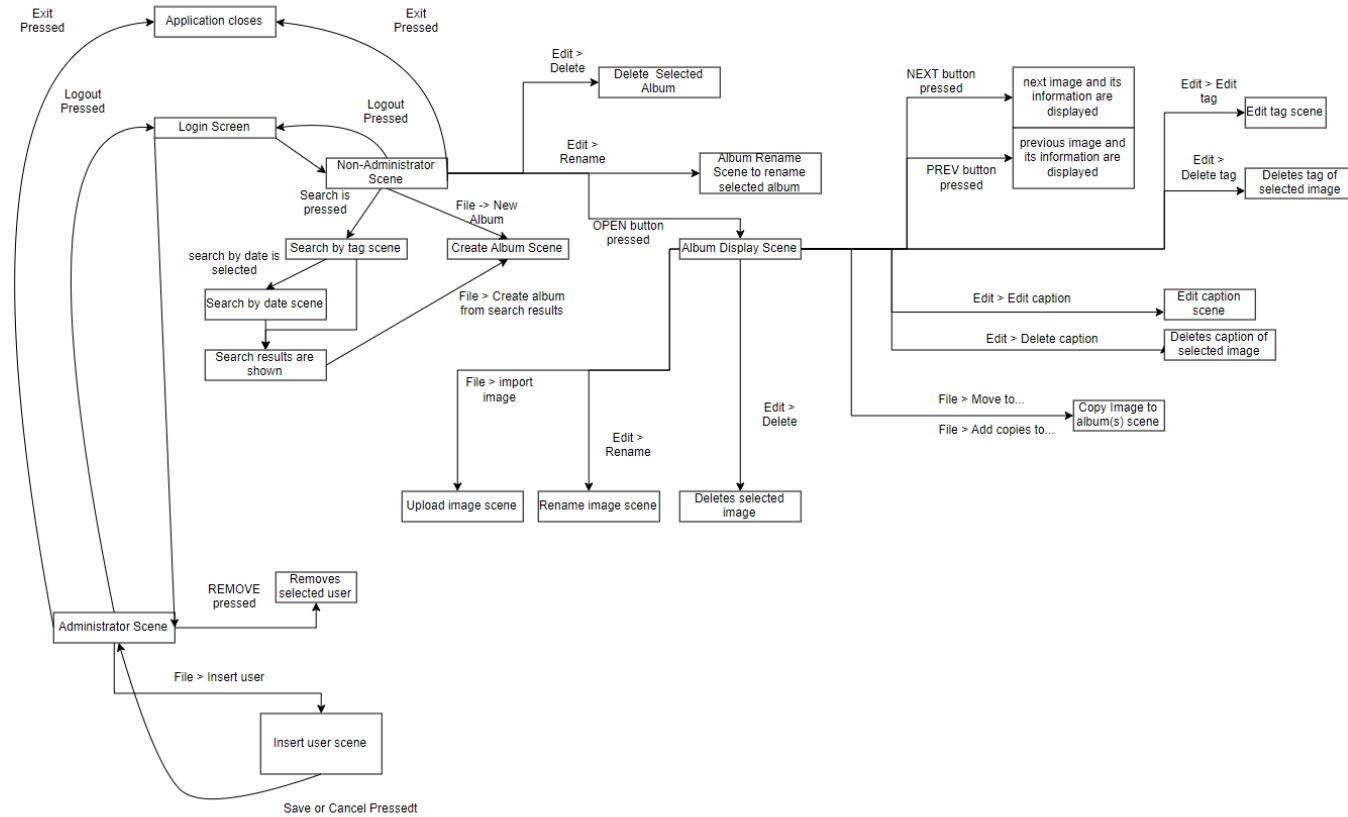 Exit
Pressed
Application closes
Exit
Pressed
Edit >
Delete
Delete  Selected
Album
NEXT button
pressed
next image and its
information are
displayed
Edit > Edit
tag
Edit tag scene
Logout
Pressed
Login Screen
Logout
Pressed
Edit >
Rename
Album Rename
Scene to rename
selected album
previous image and
its information are
displayed
PREV button
pressed
Edit >
Delete tag
Deletes tag of
selected image
Non-Administrator
Scene
Search is
pressed
File -> New
Album
OPEN button
pressed
Search by tag scene
Create Album Scene
Album Display Scene
search by date is
selected
Search by date scene
File > Create album
from search results
Edit > Edit caption
Edit caption
scene
Search results are
shown
Edit > Delete caption
Deletes caption of
selected image
File > import
image
Edit >
Delete
File > Move to...
File > Add copies to...
Copy Image to
album(s) scene
Edit >
Rename
Upload image scene
Rename image scene
Deletes selected
image
REMOVE
pressed
Removes
selected user
Administrator Scene
File > Insert user
Insert user scene
Save or Cancel Pressedt